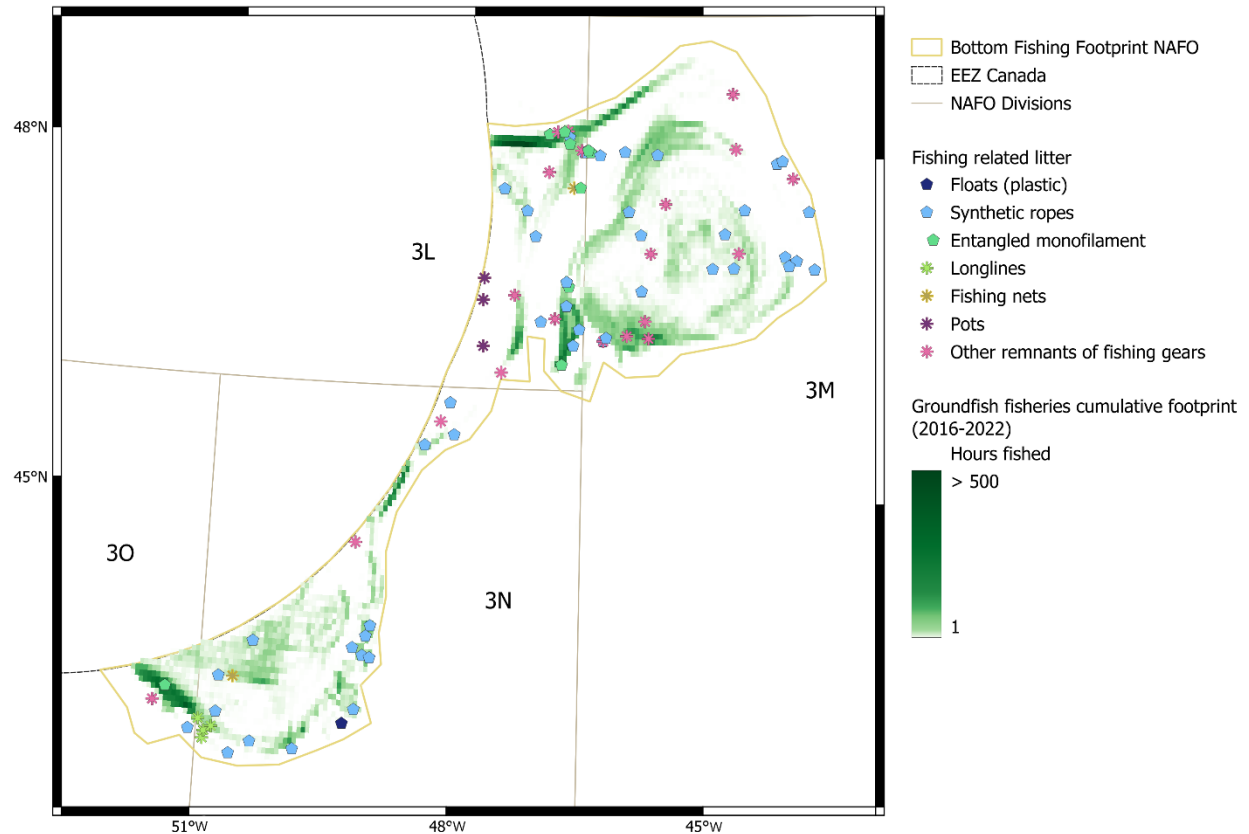 48°N
45°N
51°W
48°W
45°W
3L
3M
3O
3N
Bottom Fishing Footprint NAFO
EEZ Canada
NAFO Divisions
Fishing related litter
Floats (plastic)
Synthetic ropes
Entangled monofilament
Longlines
Fishing nets
Pots
Other remnants of fishing gears
Groundfish fisheries cumulative footprint
(2016-2022)
Hours fished
> 500
1